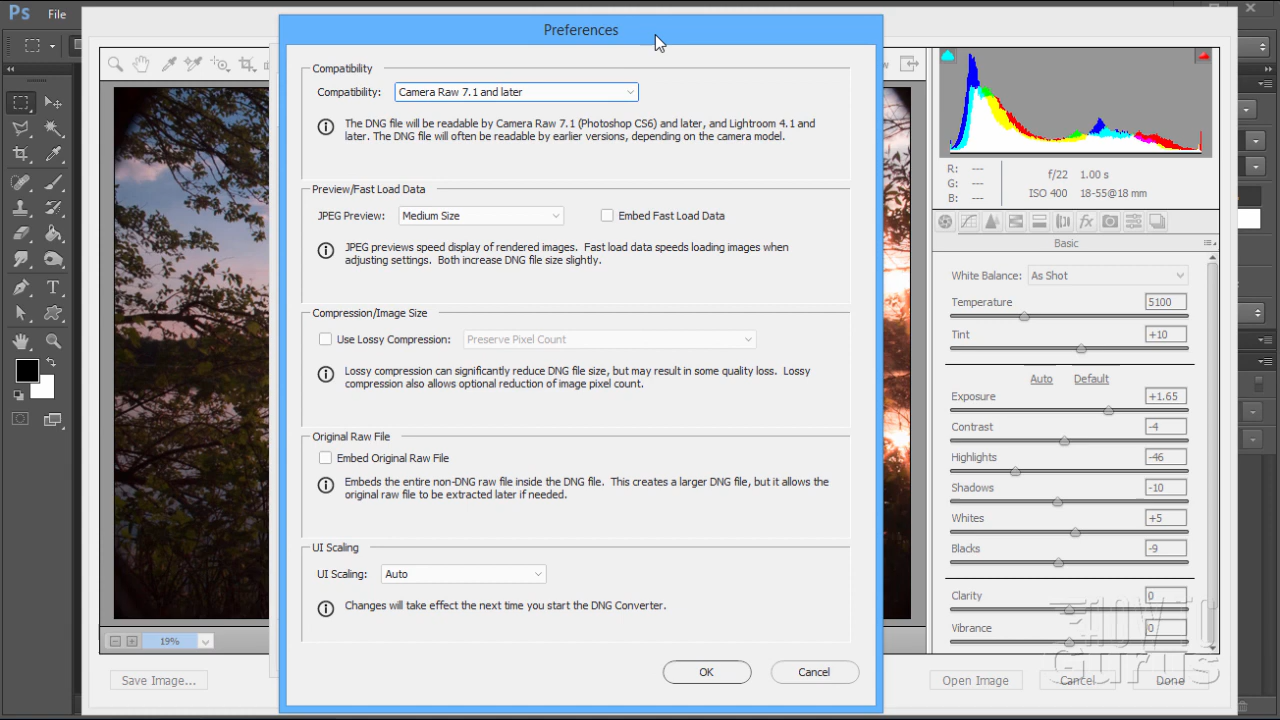 Ps File
Preferences
Compatibility
Compatibility: Camera Raw 7.1 and later
The DNG file will be readable by Camera Raw 7.1 (Photoshop CS6) and later, and Lightroom 4.1 and
later. The DNG file will often be readable by earlier versions, depending on the camera model.
Preview/Fast Load Data
JPEG Preview: Medium Size Embed Fast Load Data
JPEG previews speed display of rendered images. Fast load data speeds loading images when
adjusting settings. Both increase DNG file size slightly.
Compression/Image Size
Use Lossy Compression: Preserve Pixel Count
Lossy compression can significantly reduce DNG file size, but may result in some quality loss. Lossy
compression also allows optional reduction of image pixel count.
Original Raw File
Embed Original Raw File
Embeds the entire non-DNG raw file inside the DNG file. This creates a larger DNG file, but it allows the
original raw file to be extracted later if needed.
UI Scaling
UI Scaling: Auto
Changes will take effect the next time you start the DNG Converter.
OK Cancel
R: ---
G: ---
B: ---
f/22 1.00 s
ISO 400 18-55@18 mm
fx
Basic
White Balance: As Shot
Temperature 5100
Tint +10
Auto Default
Exposure +1.65
Contrast -4
Highlights -46
Shadows -10
Whites +5
Blacks -9
Clarity 0
Vibrance 0
19%
Save Image... Open Image Cancel Done
HOW TO
Gurus